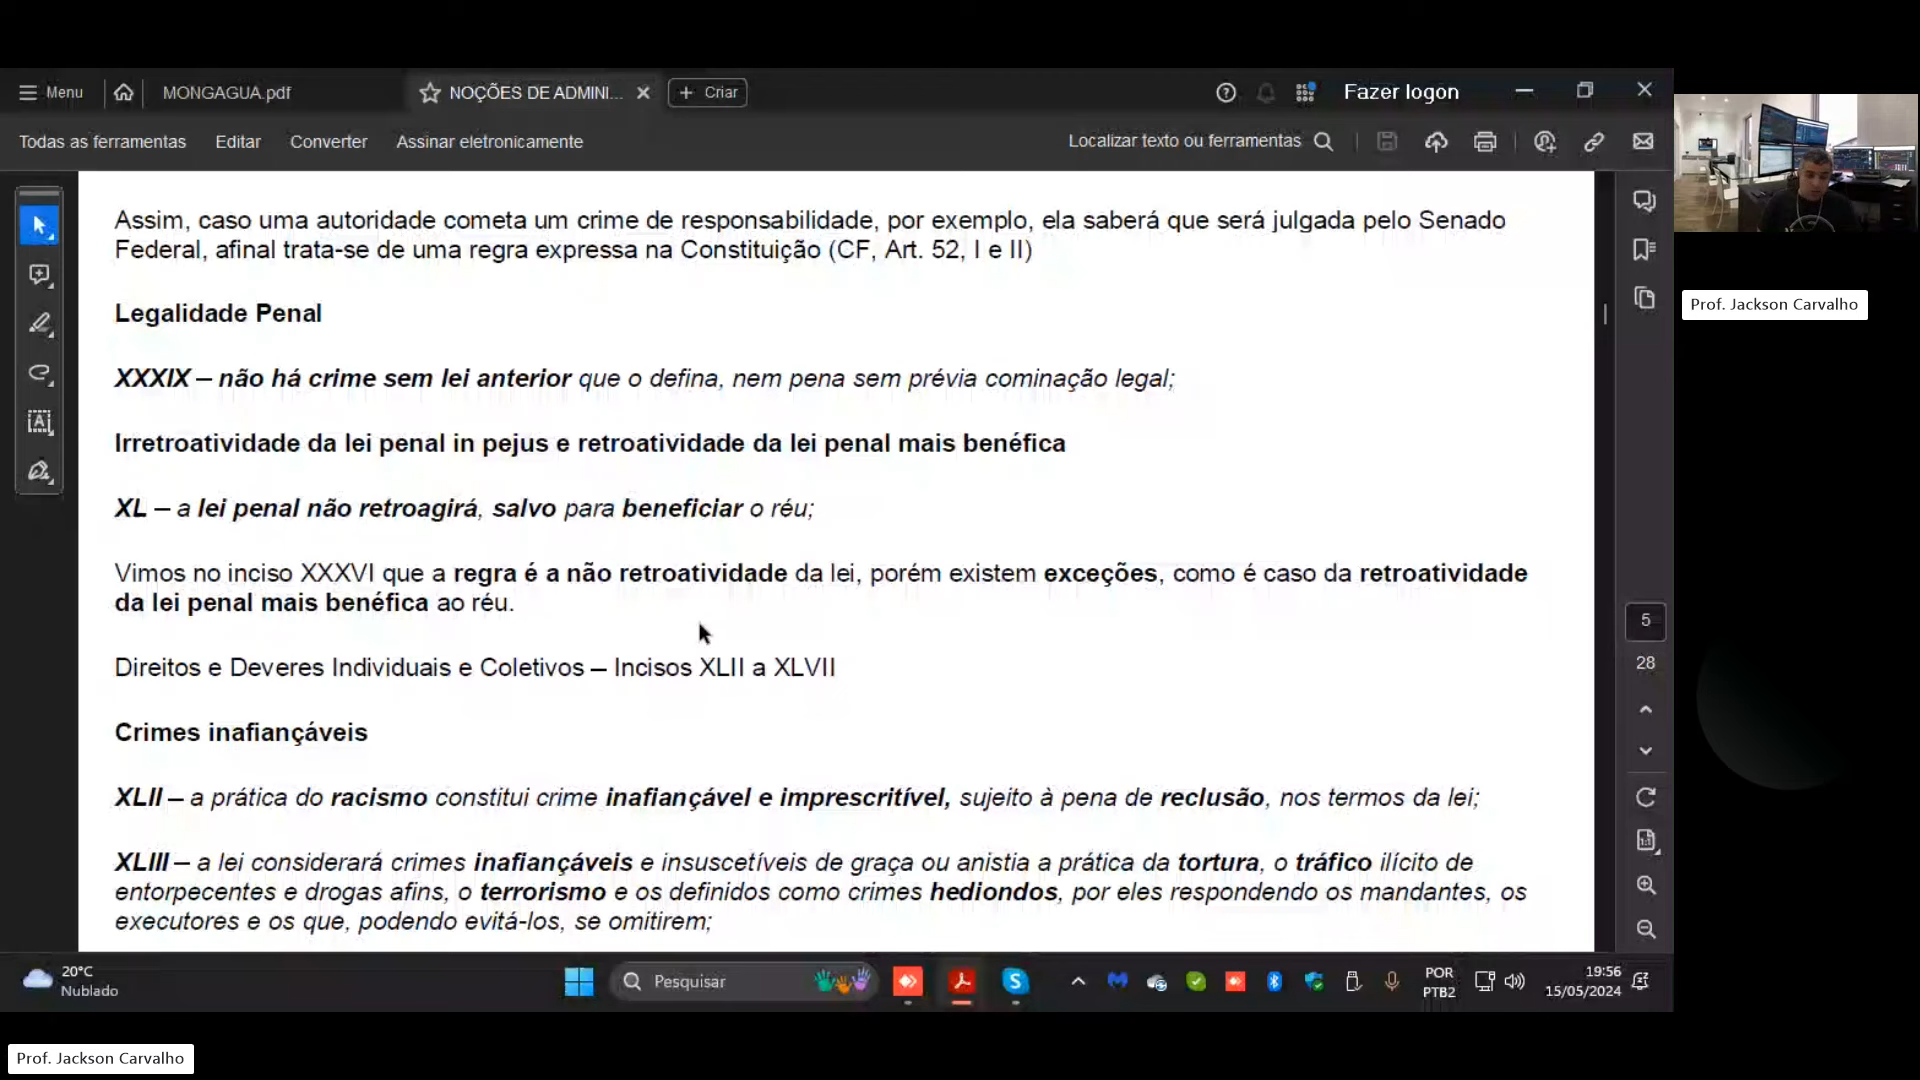 Menu
MONGAGUA.pdf
NOÇÕES DE ADMINI...
Criar
Fazer logon
Todas as ferramentas
Editar
Converter
Assinar eletronicamente
Localizar texto ou ferramentas
Assim, caso uma autoridade cometa um crime de responsabilidade, por exemplo, ela saberá que será julgada pelo Senado
Federal, afinal trata-se de uma regra expressa na Constituição (CF, Art. 52, I e II)
Legalidade Penal
XXXIX – não há crime sem lei anterior que o defina, nem pena sem prévia cominação legal;
Irretroatividade da lei penal in pejus e retroatividade da lei penal mais benéfica
XL – a lei penal não retroagirá, salvo para beneficiar o réu;
Vimos no inciso XXXVI que a regra é a não retroatividade da lei, porém existem exceções, como é caso da retroatividade
da lei penal mais benéfica ao réu.
Direitos e Deveres Individuais e Coletivos – Incisos XLII a XLVII
Crimes inafiançáveis
XLII – a prática do racismo constitui crime inafiançável e imprescritível, sujeito à pena de reclusão, nos termos da lei;
XLIII – a lei considerará crimes inafiançáveis e insuscetíveis de graça ou anistia a prática da tortura, o tráfico ilícito de
entorpecentes e drogas afins, o terrorismo e os definidos como crimes hediondos, por eles respondendo os mandantes, os
executores e os que, podendo evitá-los, se omitirem;
5
28
Prof. Jackson Carvalho
20°C
Nublado
Pesquisar
POR
PTB2
19:56
15/05/2024
Prof. Jackson Carvalho